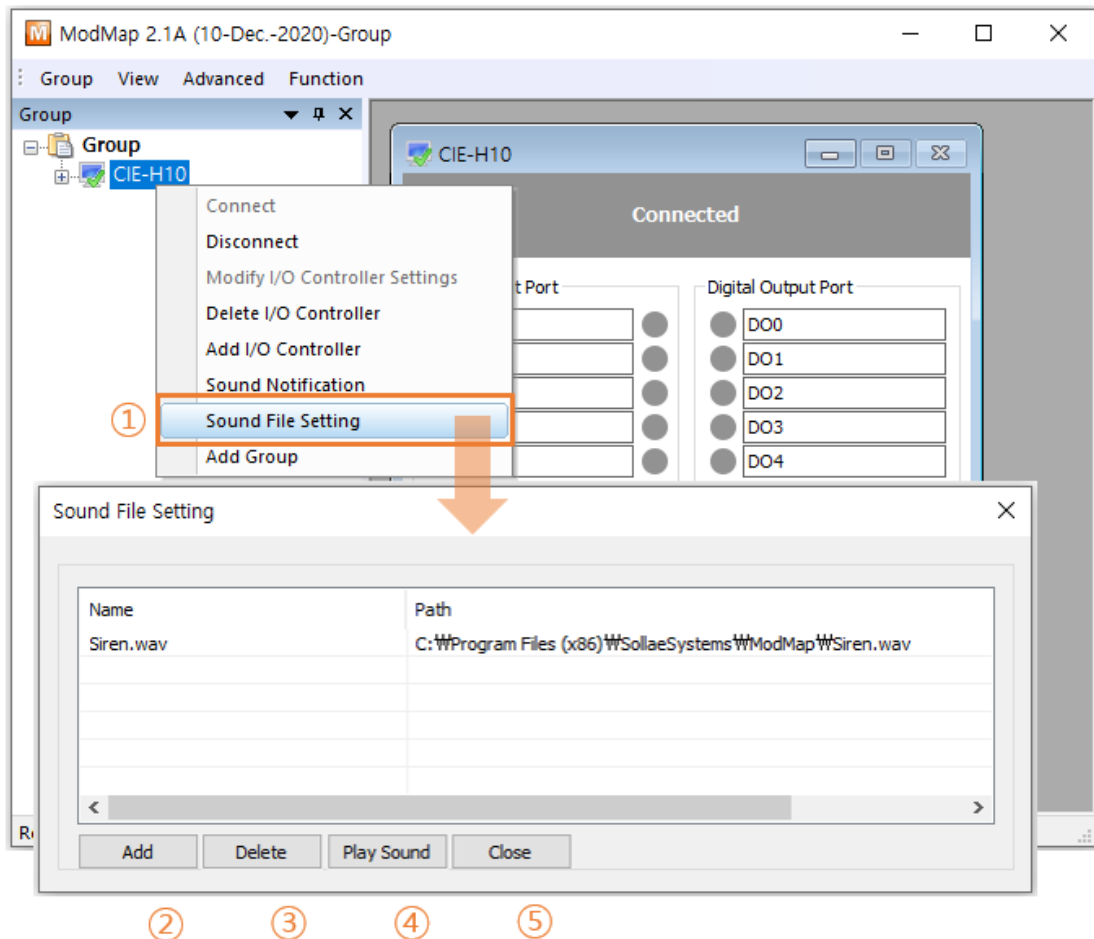 ModMap 2.1A (10-Dec.-2020)-Group
Group View Advanced Function
Group
Group
CIE-H10
CIE-H10
Connected
Connect
Disconnect
Modify I/O Controller Settings
Delete I/O Controller
Add I/O Controller
Sound Notification
① Sound File Setting
Add Group
t Port
Digital Output Port
DO0
DO1
DO2
DO3
DO4
Sound File Setting
Name Path
Siren.wav C:₩Program Files (x86)₩SollaeSystems₩ModMap₩Siren.wav
Add Delete Play Sound Close
② ③ ④ ⑤